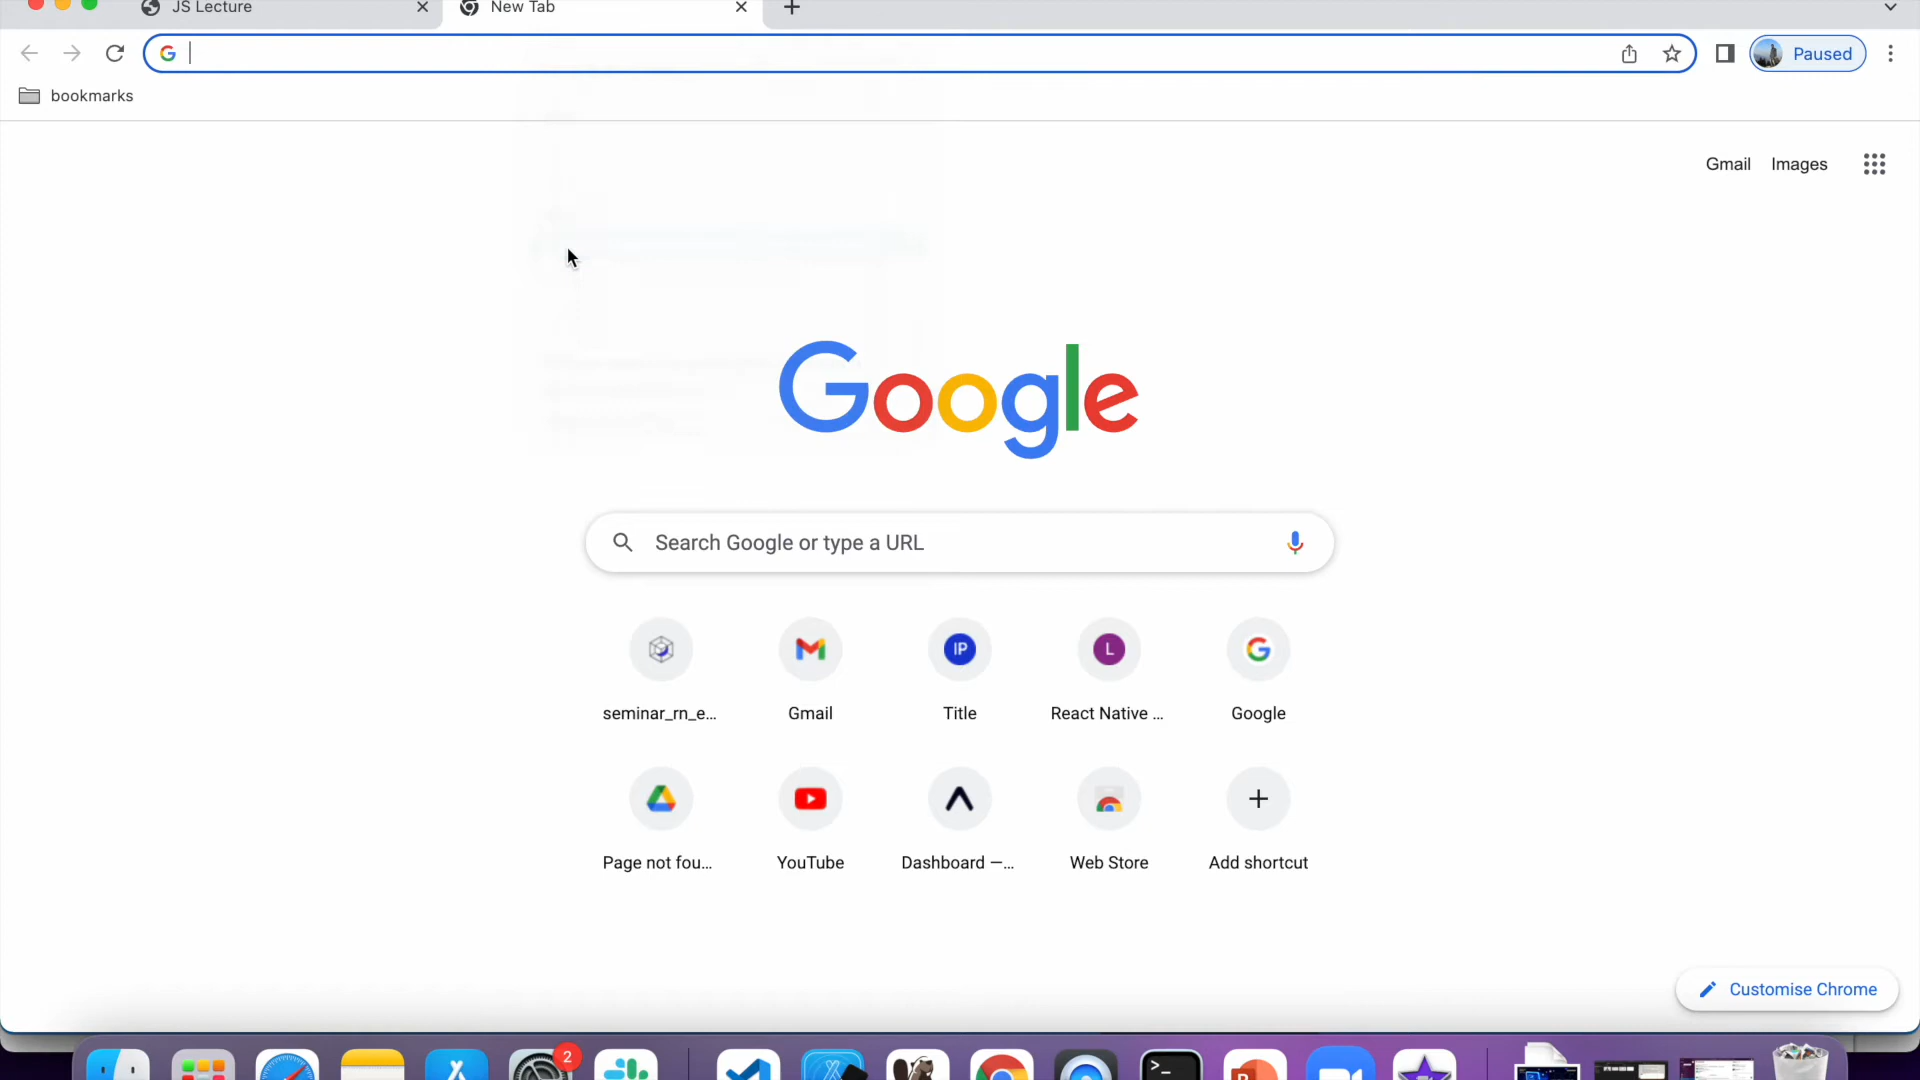 JS Lecture
New Tab
Paused
bookmarks
Gmail Images
Google
Search Google or type a URL
seminar_rn_e... Gmail Title React Native ... Google
Page not fou... YouTube Dashboard —... Web Store Add shortcut
Customise Chrome
2